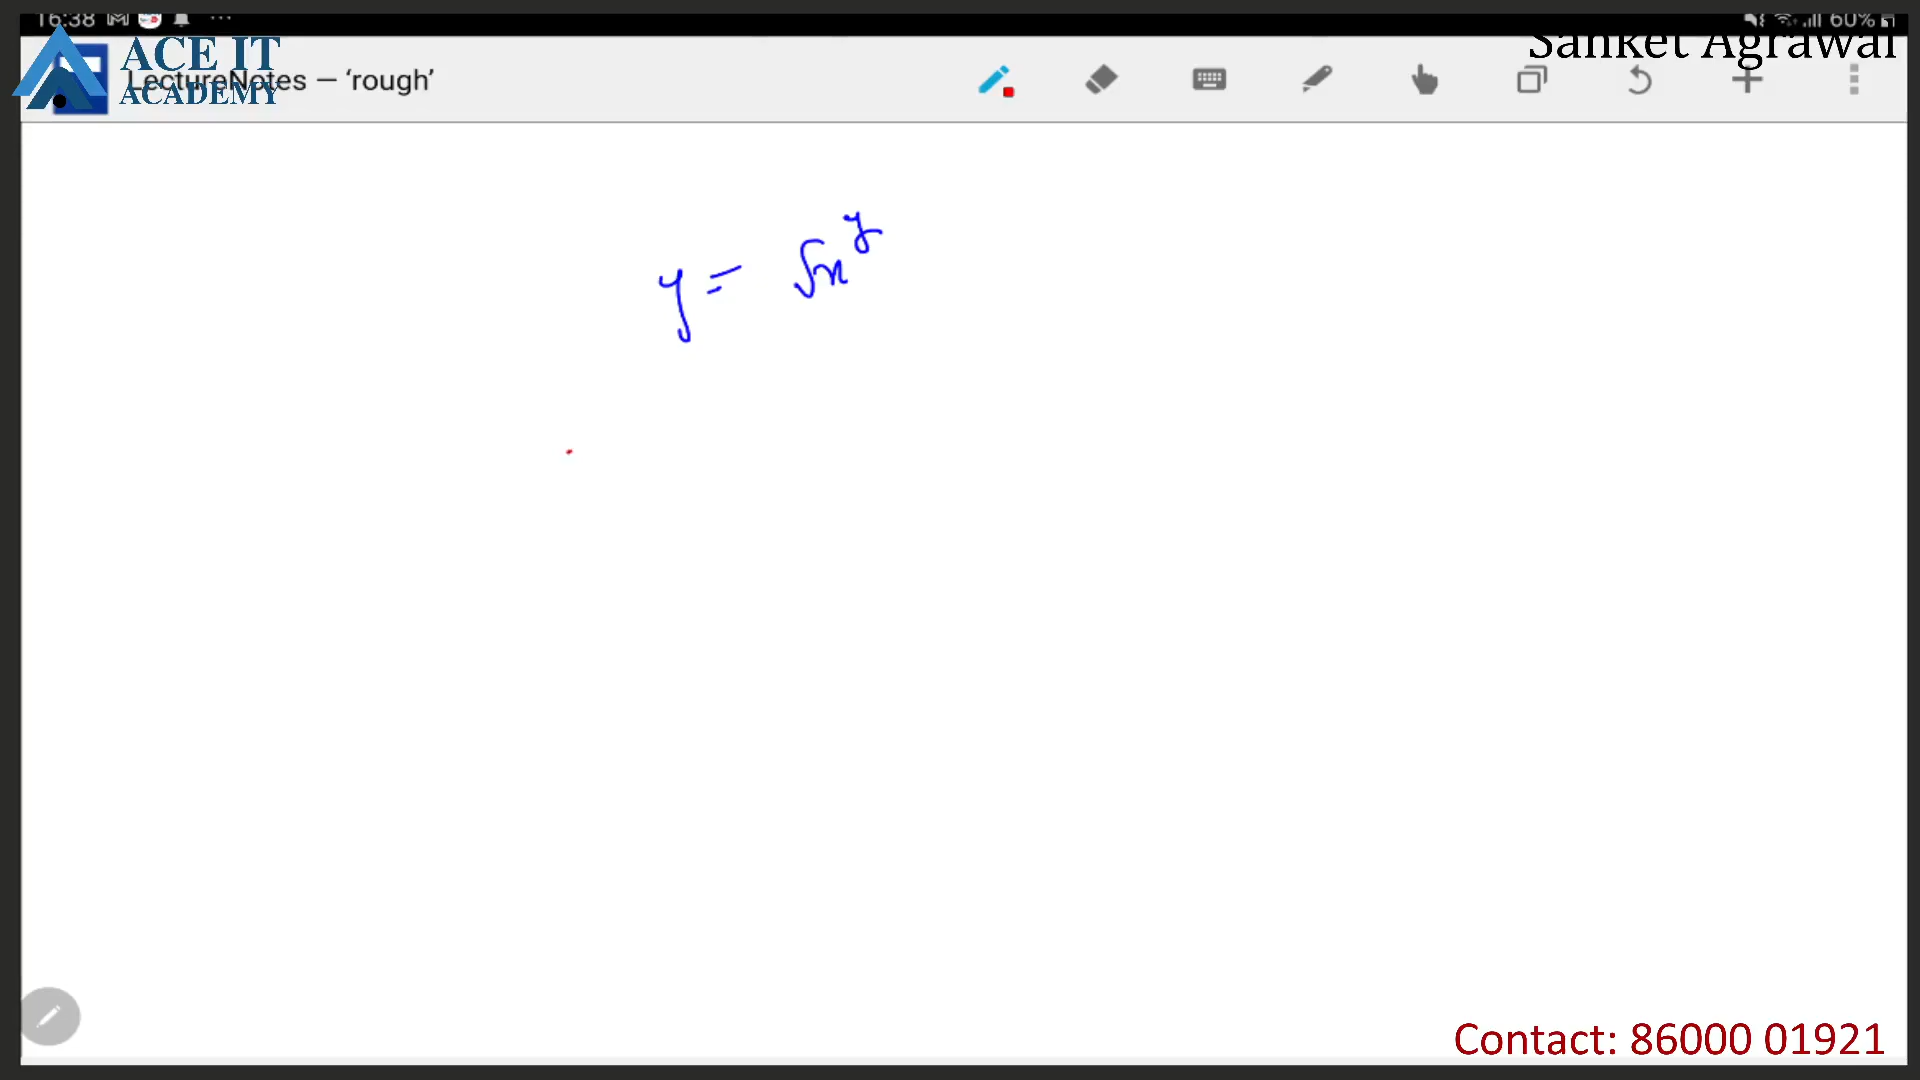 16:38 ... 60%
ACE IT
ACADEMY
LectureNotes — ‘rough’
Sanket Agrawal
y = √x^y
Contact: 86000 01921